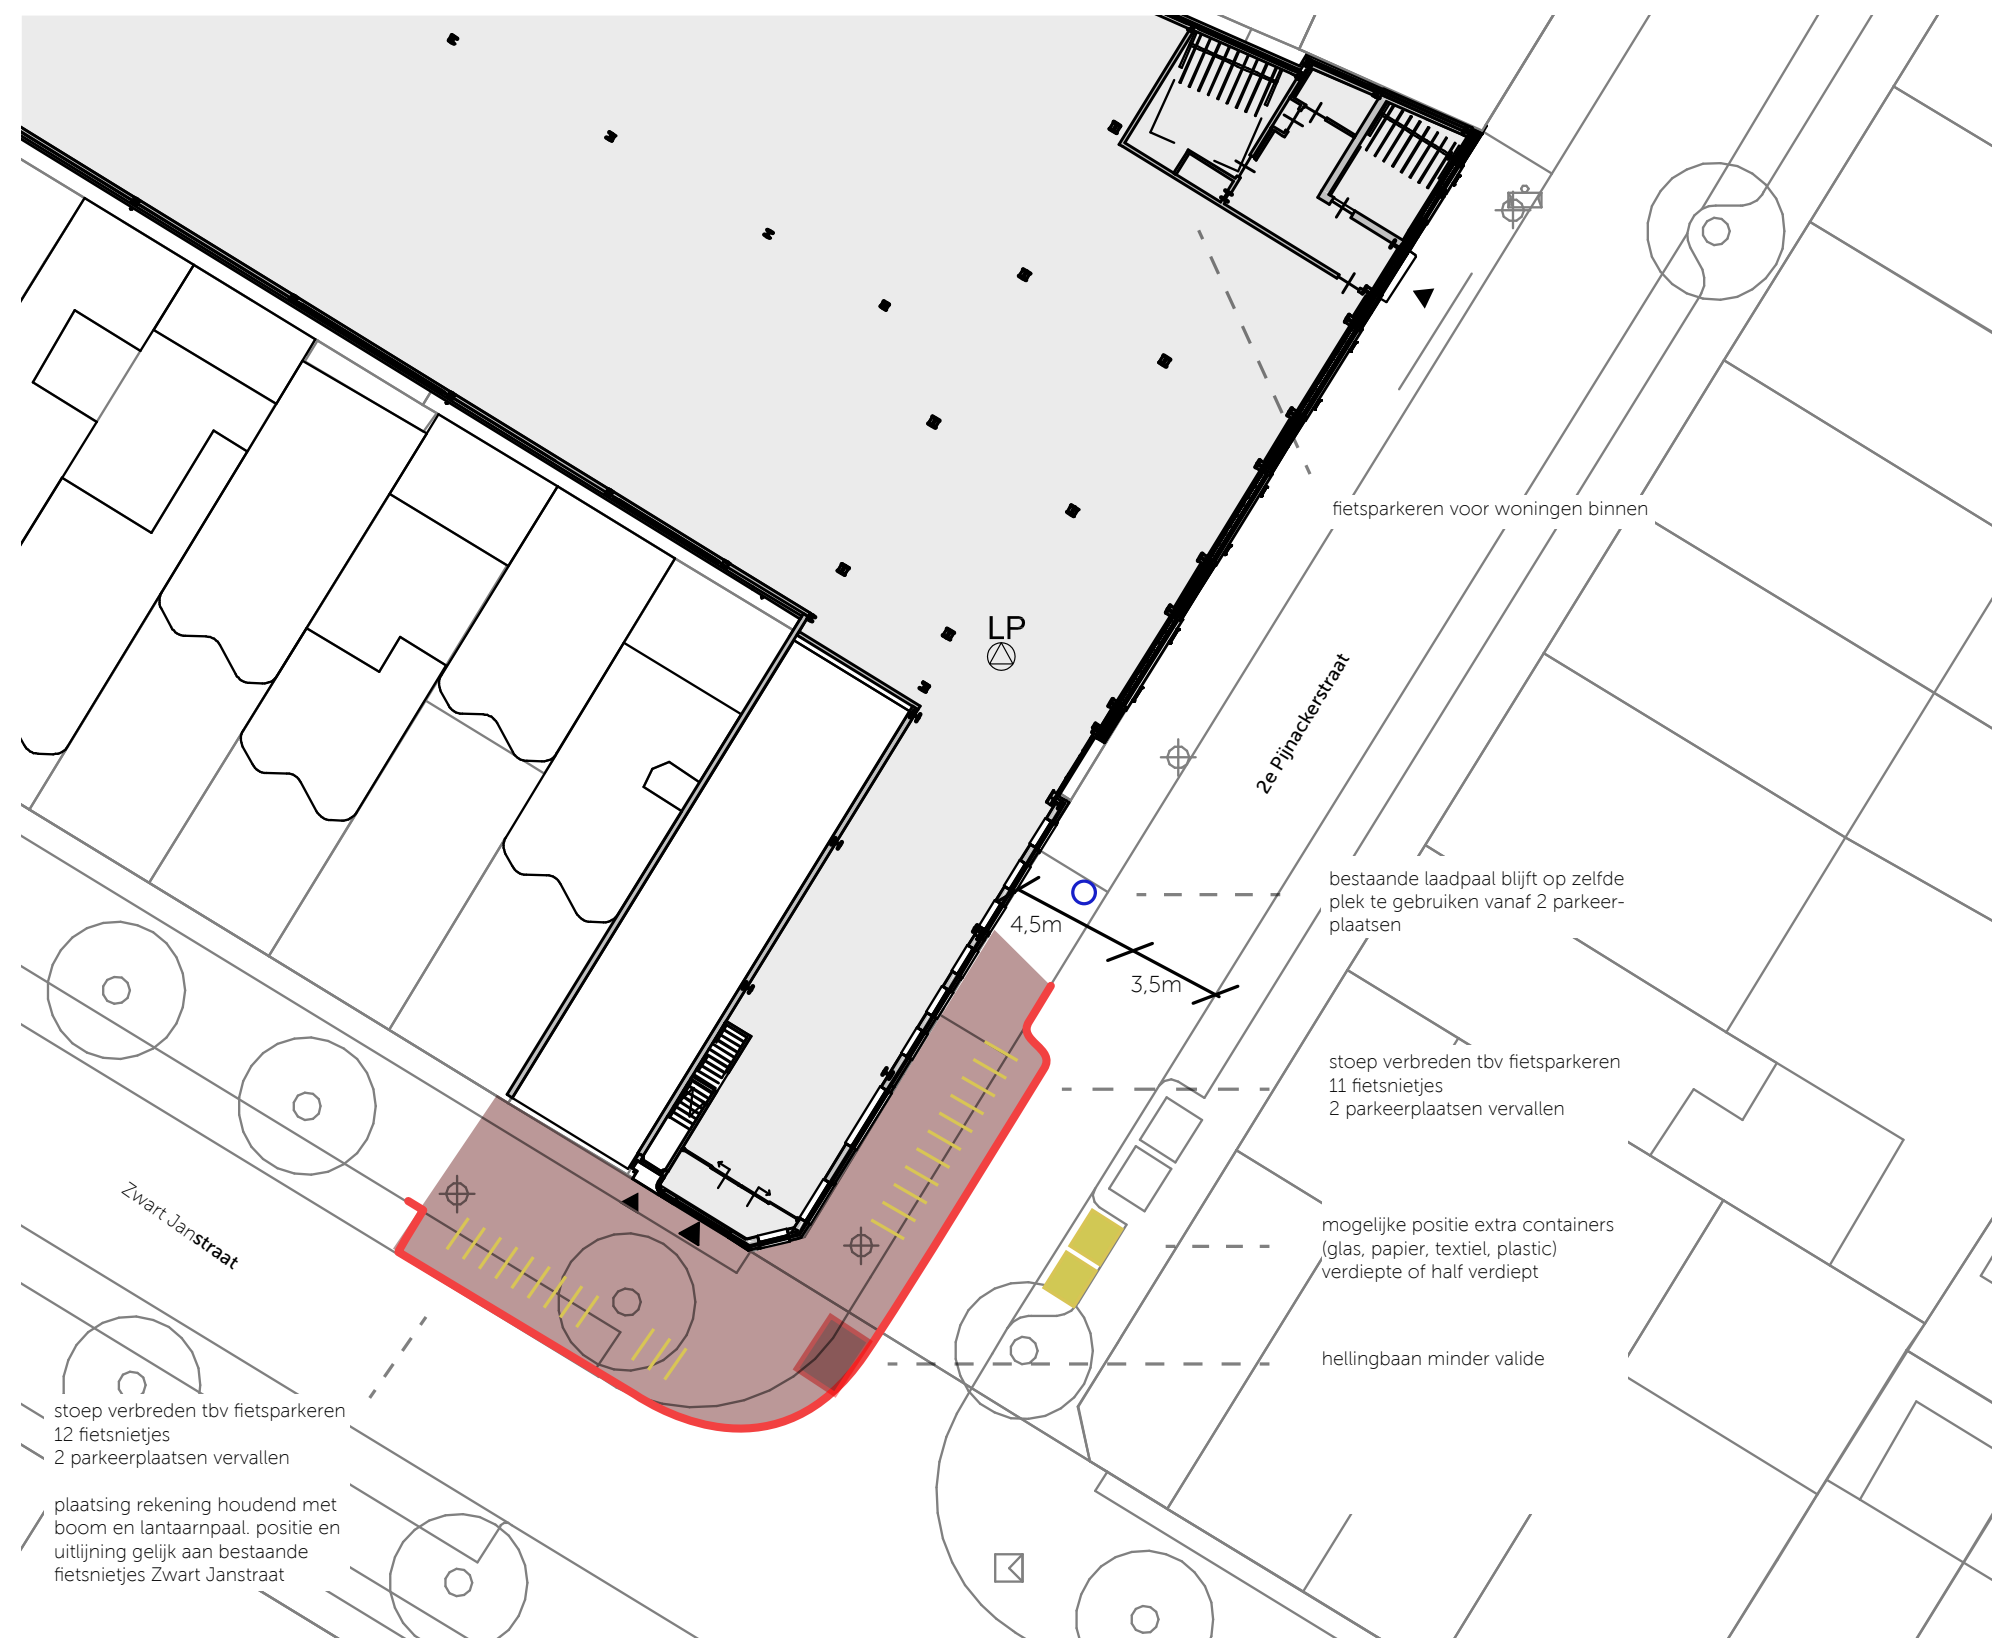 fietsparkeren voor woningen binnen
LP
2e Pijnackerstraat
bestaande laadpaal blijft op zelfde
plek te gebruiken vanaf 2 parkeer-
plaatsen
4,5m
3,5m
stoep verbreden tbv fietsparkeren
11 fietsnietjes
2 parkeerplaatsen vervallen
Zwart Janstraat
mogelijke positie extra containers
(glas, papier, textiel, plastic)
verdiepte of half verdiept
hellingbaan minder valide
stoep verbreden tbv fietsparkeren
12 fietsnietjes
2 parkeerplaatsen vervallen
plaatsing rekening houdend met
boom en lantaarnpaal. positie en
uitlijning gelijk aan bestaande
fietsnietjes Zwart Janstraat